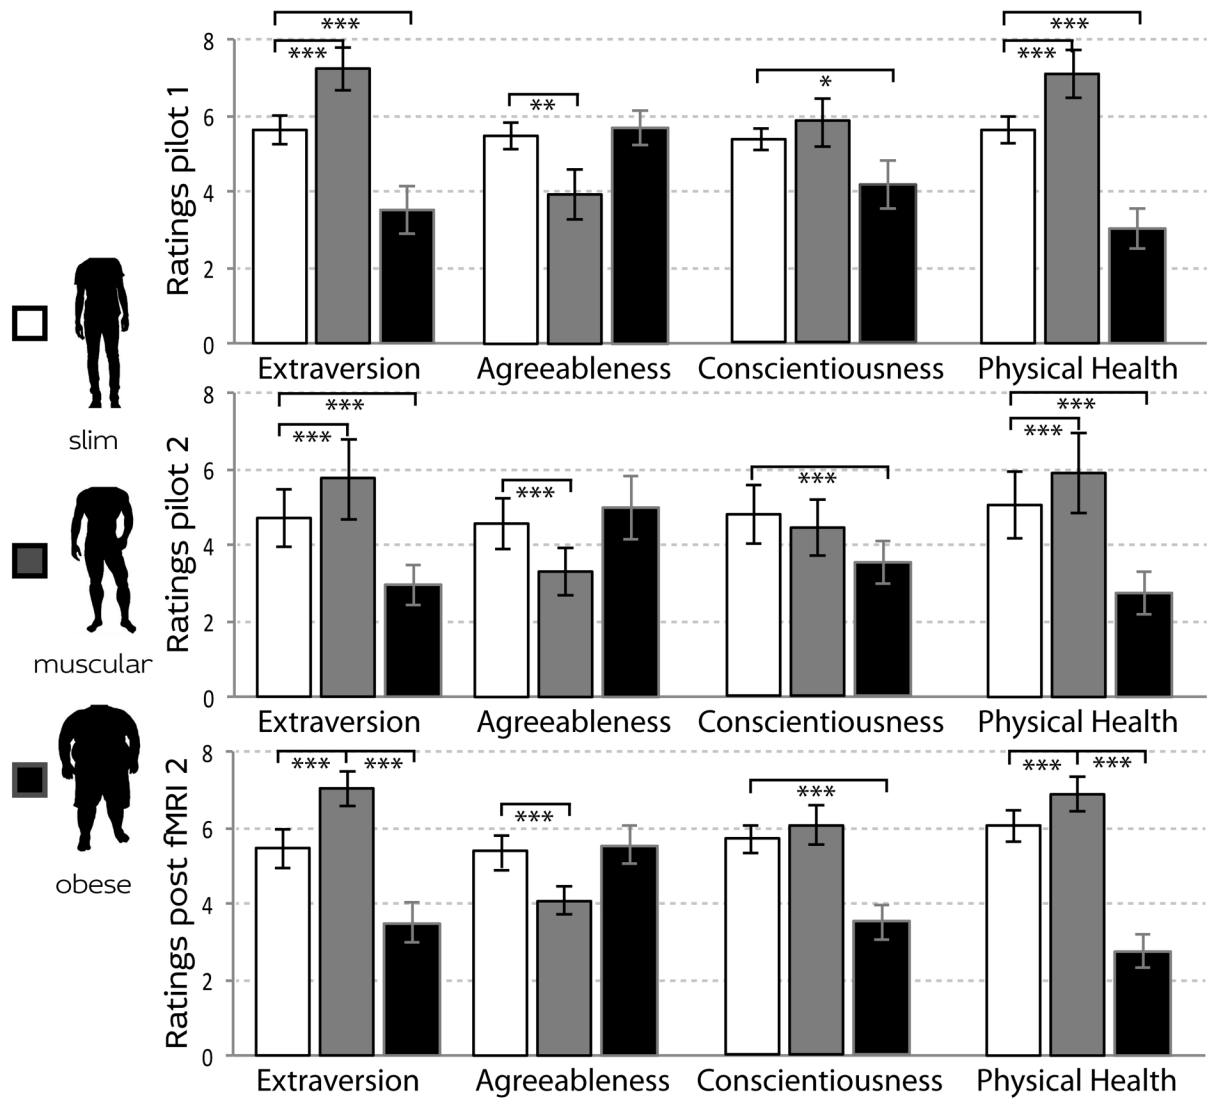 ***
***
***
***
8
6
4
2
0
Ratings pilot 1
**
*
Extraversion
Agreeableness
Conscientiousness
Physical Health
slim
8
6
4
2
0
Ratings pilot 2
***
***
***
***
***
***
Extraversion
Agreeableness
Conscientiousness
Physical Health
muscular
8
6
4
2
0
Ratings post fMRI 2
*** ***
***
***
*** ***
obese
Extraversion
Agreeableness
Conscientiousness
Physical Health